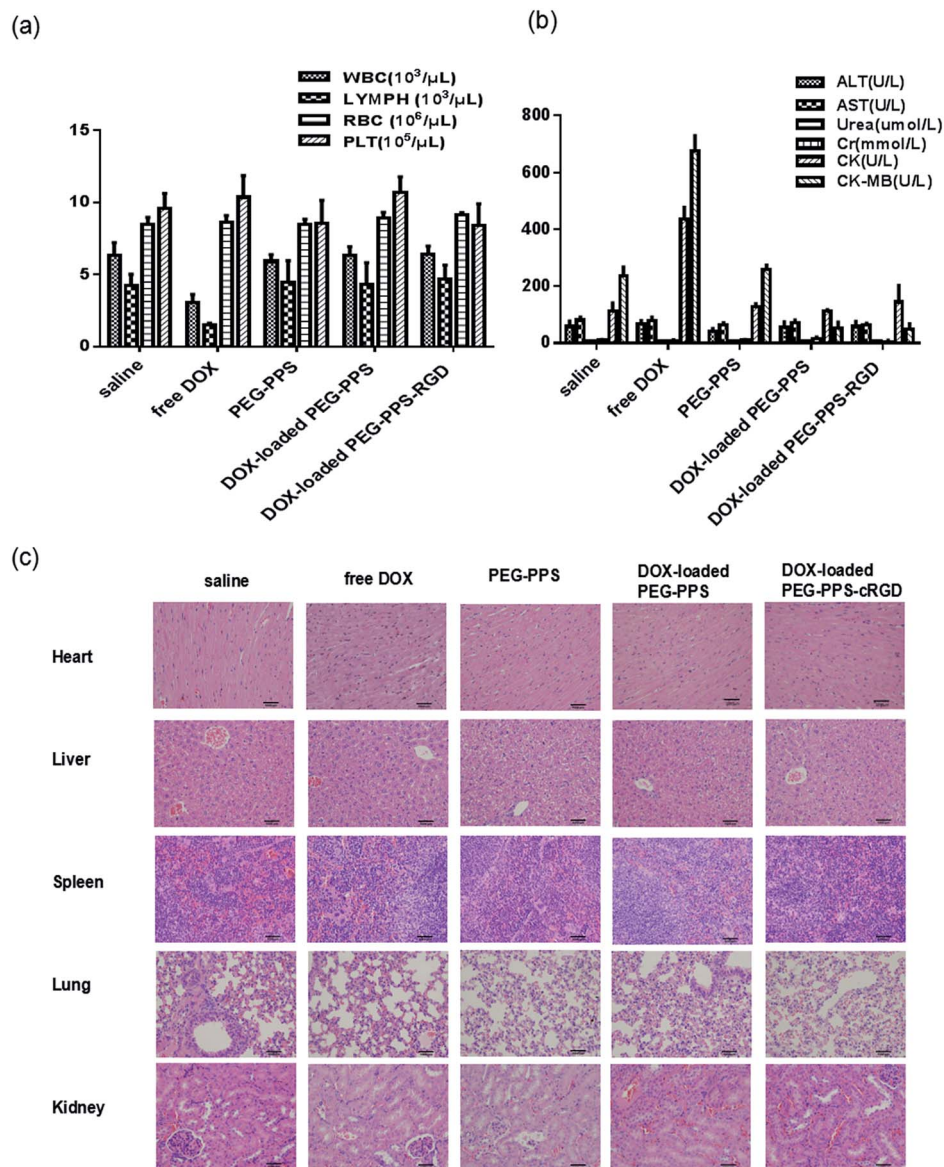 (a)
WBC(10³/µL)
LYMPH (10³/µL)
RBC (10⁶/µL)
PLT(10⁵/µL)
15
10
5
0
saline
free DOX
PEG-PPS
DOX-loaded PEG-PPS
DOX-loaded PEG-PPS-RGD
(b)
ALT(U/L)
AST(U/L)
Urea(umol/L)
Cr(mmol/L)
CK(U/L)
CK-MB(U/L)
800
600
400
200
0
saline
free DOX
PEG-PPS
DOX-loaded PEG-PPS
DOX-loaded PEG-PPS-RGD
(c)
saline
free DOX
PEG-PPS
DOX-loaded
PEG-PPS
DOX-loaded
PEG-PPS-cRGD
Heart
Liver
Spleen
Lung
Kidney